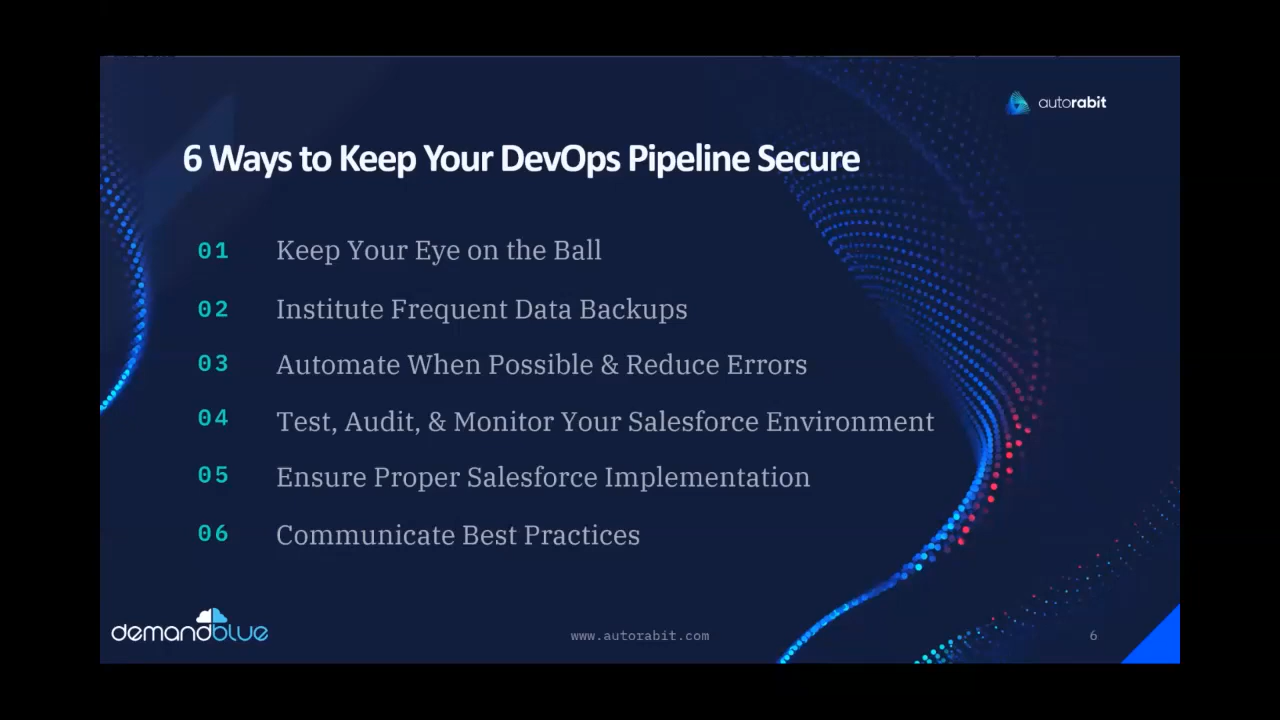 autorabit
6 Ways to Keep Your DevOps Pipeline Secure
01 Keep Your Eye on the Ball
02 Institute Frequent Data Backups
03 Automate When Possible & Reduce Errors
04 Test, Audit, & Monitor Your Salesforce Environment
05 Ensure Proper Salesforce Implementation
06 Communicate Best Practices
demandblue
www.autorabit.com
6